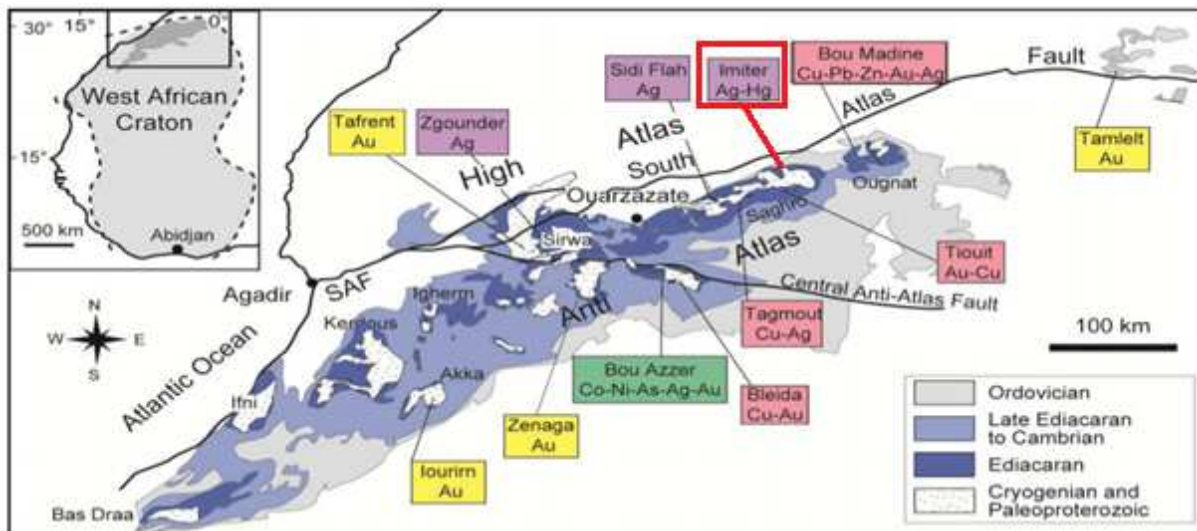 30° 15° 0°
West African
Craton
15°
500 km
Abidjan
Sidi Flah
Ag
Imiter
Ag-Hg
Bou Madine
Cu-Pb-Zn-Au-Ag
Fault
Tafrent
Au
Zgounder
Ag
Atlas
Atlas
South
High
Tamlelt
Au
Ouarzazate
Ougnat
Saghro
Sirwa
Atlas
Tiouit
Au-Cu
Agadir
SAF
Igherm
Central Anti-Atlas Fault
Anti
Tagmout
Cu-Ag
100 km
N
W E
S
Kerdous
Atlantic Ocean
Akka
Bou Azzer
Co-Ni-As-Ag-Au
Bleida
Cu-Au
Ifni
Zenaga
Au
Iourirn
Au
Bas Draa
Ordovician
Late Ediacaran
to Cambrian
Ediacaran
Cryogenian and
Paleoproterozoic